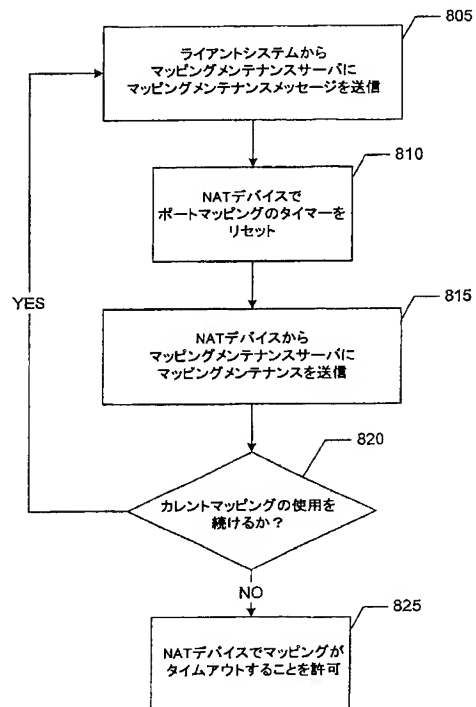 805
ライアントシステムから
マッピングメンテナンスサーバに
マッピングメンテナンスメッセージを送信
810
NATデバイスで
ポートマッピングのタイマーを
リセット
YES
815
NATデバイスから
マッピングメンテナンスサーバに
マッピングメンテナンスを送信
820
カレントマッピングの使用を
続けるか?
NO
825
NATデバイスでマッピングが
タイムアウトすることを許可